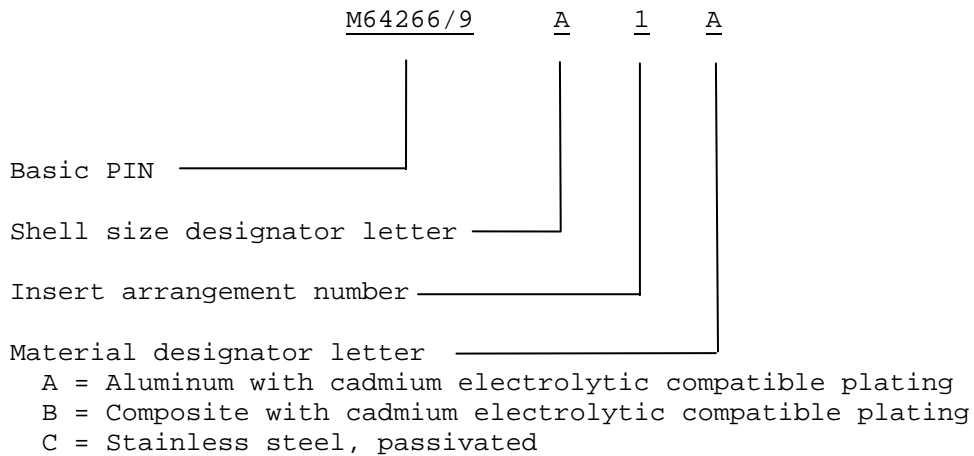 M64266/9 A 1 A
Basic PIN
Shell size designator letter
Insert arrangement number
Material designator letter
A = Aluminum with cadmium electrolytic compatible plating
B = Composite with cadmium electrolytic compatible plating
C = Stainless steel, passivated